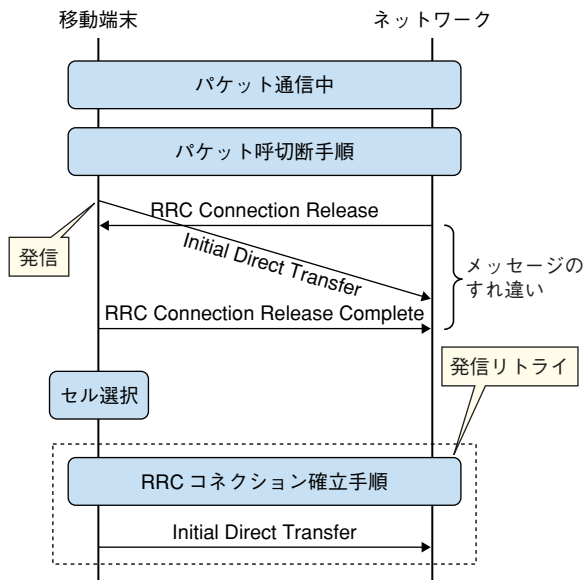 移動端末
ネットワーク
パケット通信中
パケット呼切断手順
RRC Connection Release
発信
Initial Direct Transfer
メッセージの
すれ違い
RRC Connection Release Complete
発信リトライ
セル選択
RRC コネクション確立手順
Initial Direct Transfer